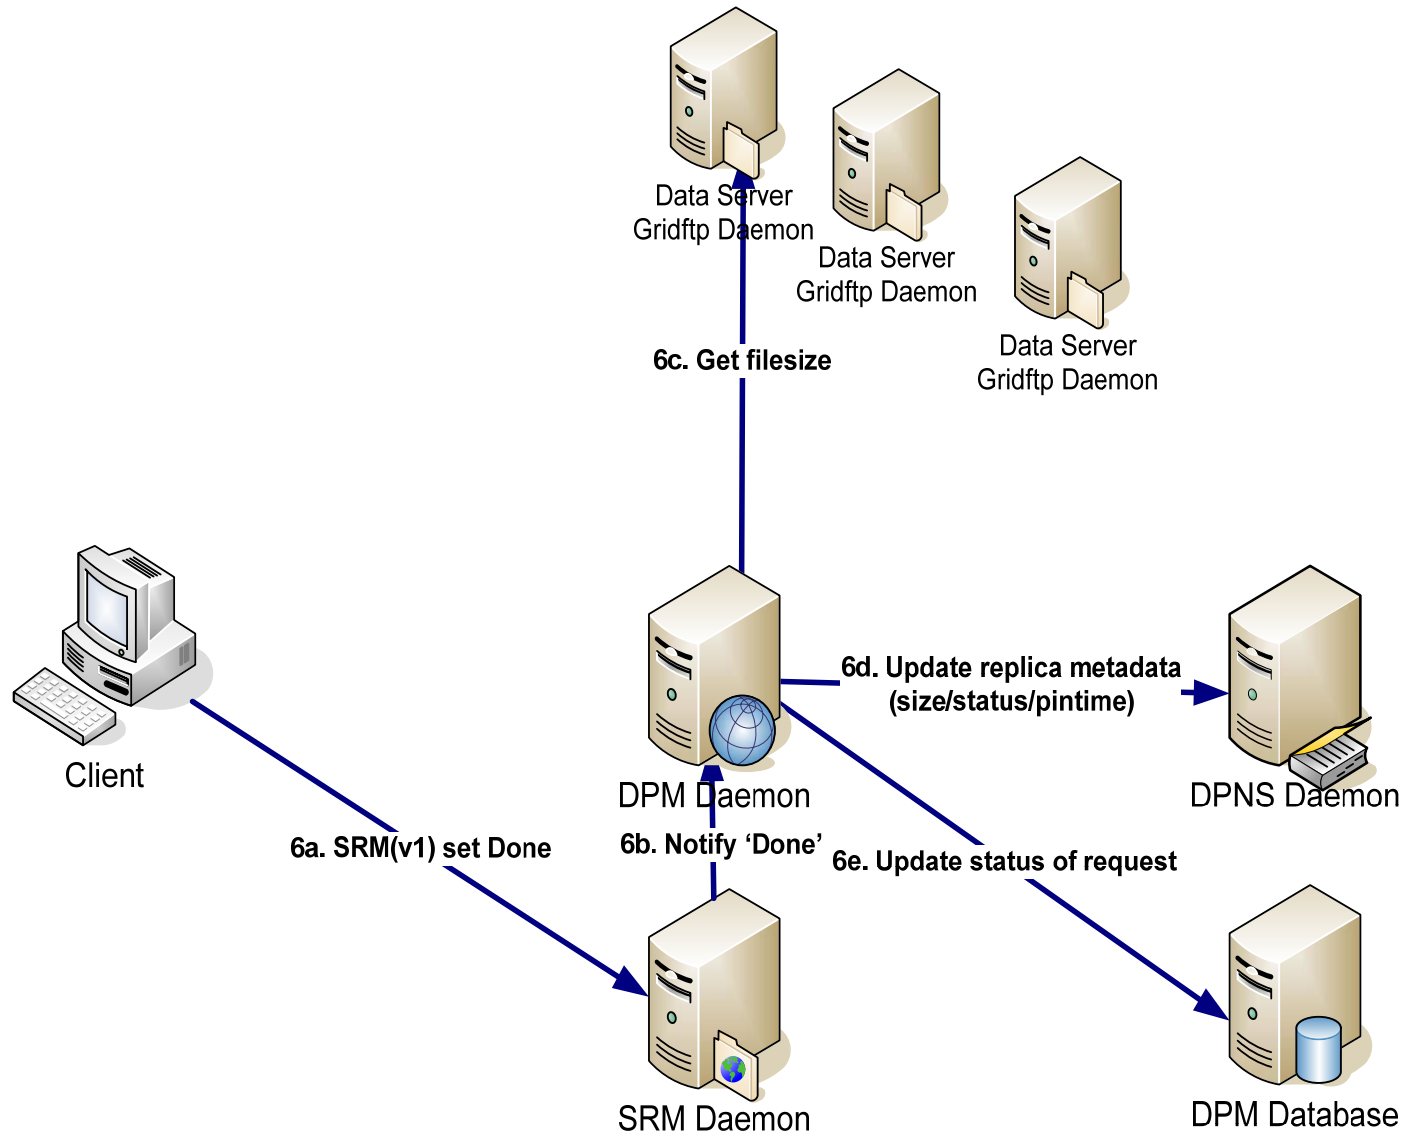 Data Server
Gridftp Daemon
Data Server
Gridftp Daemon
Data Server
Gridftp Daemon
6c. Get filesize
6d. Update replica metadata
(size/status/pintime)
Client
DPM Daemon
DPNS Daemon
6a. SRM(v1) set Done
6b. Notify ‘Done’
6e. Update status of request
SRM Daemon
DPM Database